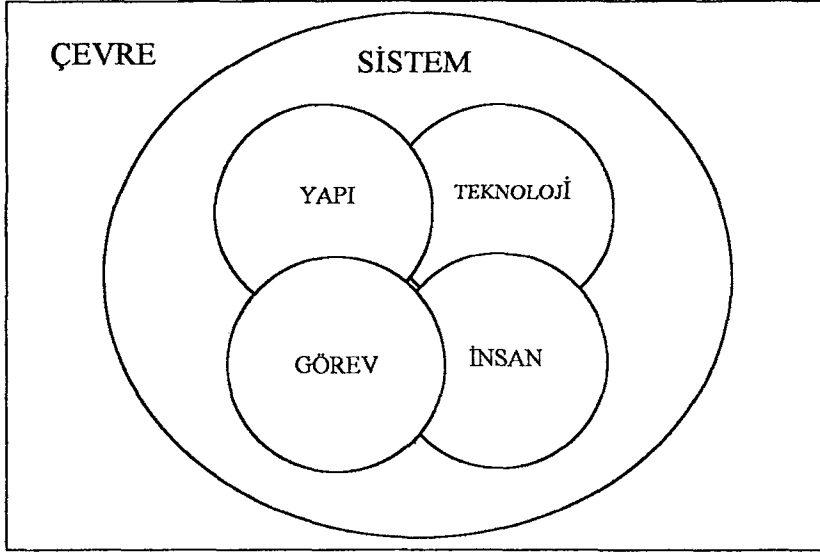 ÇEVRE
SİSTEM
YAPI
TEKNOLOJİ
GÖREV
İNSAN